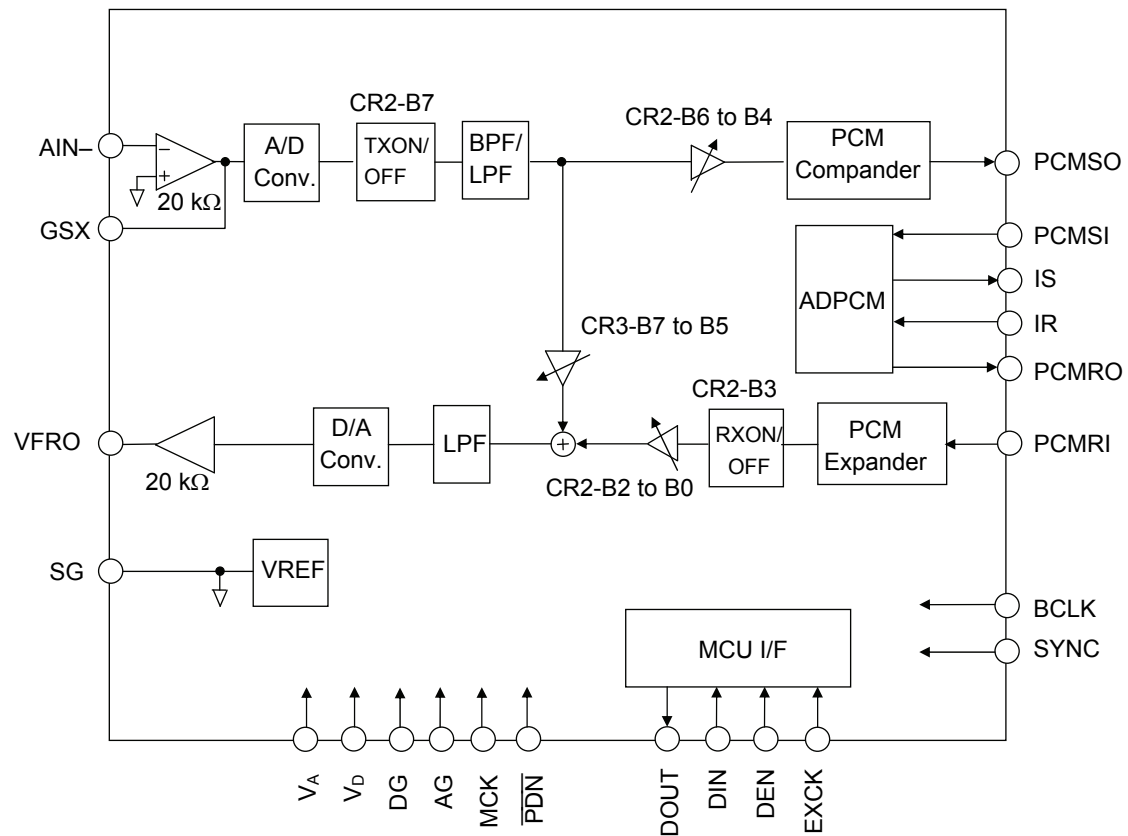 CR2-B7
CR2-B6 to B4
AIN–
−
+
20 kΩ
A/D
Conv.
TXON/
OFF
BPF/
LPF
PCM
Compander
PCMSO
GSX
PCMSI
ADPCM
IS
IR
PCMRO
CR3-B7 to B5
CR2-B3
VFRO
20 kΩ
D/A
Conv.
LPF
+
RXON/
OFF
PCM
Expander
PCMRI
CR2-B2 to B0
SG
VREF
BCLK
MCU I/F
SYNC
VA
VD
DG
AG
MCK
PDN
DOUT
DIN
DEN
EXCK